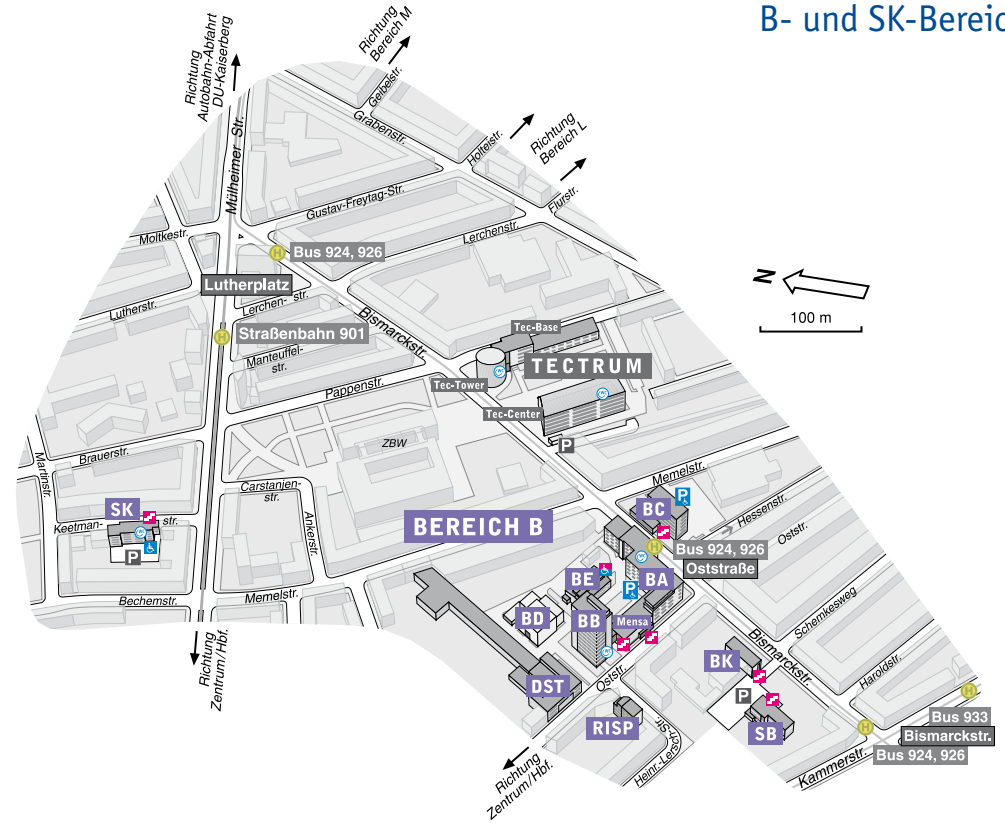 B- und SK-Bereic
Richtung
Autobahn-Abfahrt
DU-Kaiserberg
Richtung
Bereich M
Geibelstr.
Grabenstr.
Holteistr.
Richtung
Bereich L
Flurstr.
Mülheimer Str.
Gustav-Freytag-Str.
Lerchenstr.
Moltkestr.
H
Bus 924, 926
Lutherplatz
Lutherstr.
Lerchen-
str.
Bismarckstr.
N
100 m
H
Straßenbahn 901
Manteuffel-
str.
Pappenstr.
Tec-Base
TECTRUM
Tec-Tower
Tec-Center
P
ZBW
Brauerstr.
Martinstr.
Carstanjen-
str.
Ankerstr.
Memelstr.
SK
Keetman-
str.
P
BEREICH B
BC
P
Hessenstr.
Oststr.
H
Bus 924, 926
Oststraße
BE
BA
P
BD
BB
Mensa
Bechemstr.
Memelstr.
Schemkesweg
Bismarckstr.
Haroldstr.
BK
DST
Oststr.
P
RISP
SB
Heinr.-Lersch-Str.
Richtung
Zentrum/Hbf.
Richtung
Zentrum/Hbf.
H
Bus 933
Bismarckstr.
H
Bus 924, 926
Kammerstr.